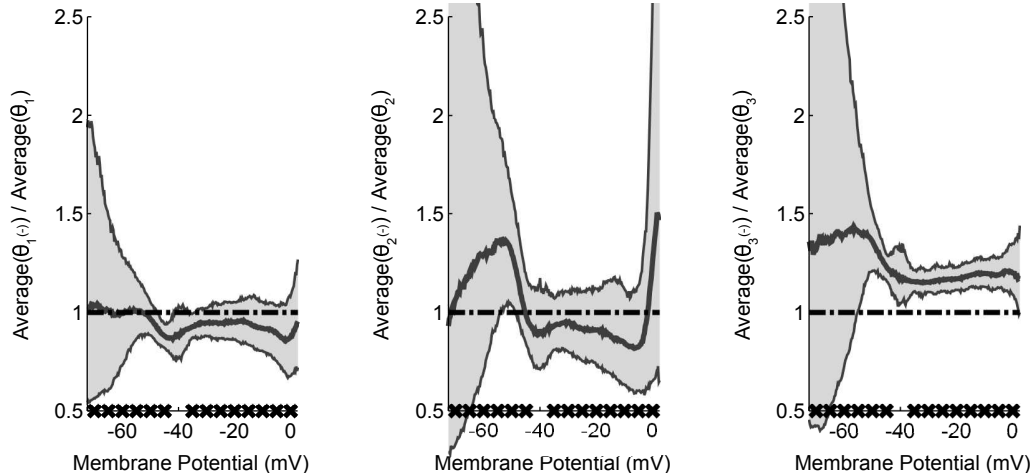 2.5
2
1.5
1
0.5
-60 -40 -20 0
Membrane Potential (mV)
Average(θ1(-)) / Average(θ1)
2.5
2
1.5
1
0.5
-60 -40 -20 0
Membrane Potential (mV)
Average(θ2(-)) / Average(θ2)
2.5
2
1.5
1
0.5
-60 -40 -20 0
Membrane Potential (mV)
Average(θ3(-)) / Average(θ3)